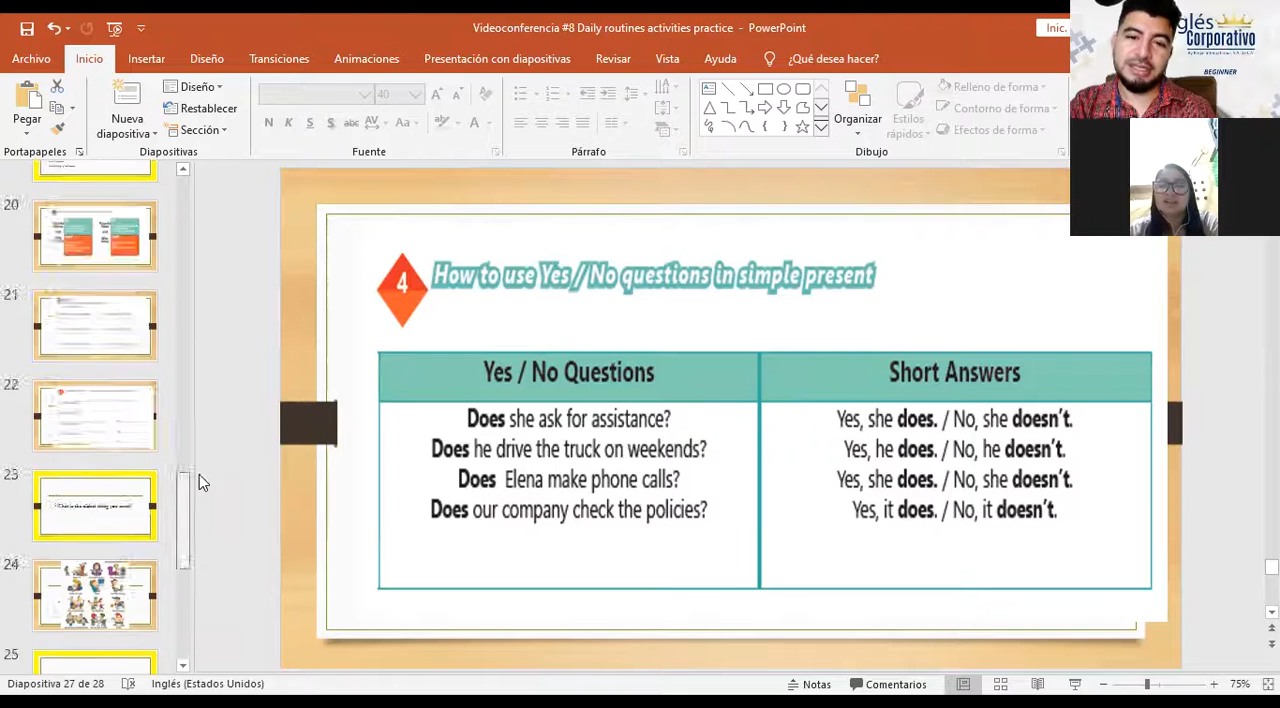 Videoconferencia #8 Daily routines activities practice - PowerPoint
Inic.
Inglés
Corporativo
BEGINNER
Archivo Inicio Insertar Diseño Transiciones Animaciones Presentación con diapositivas Revisar Vista Ayuda ¿Qué desea hacer?
Pegar
Nueva
diapositiva
Diseño
Restablecer
Sección
40
N K S S abc AV Aa A
Organizar
Estilos
rápidos
Relleno de forma
Contorno de forma
Efectos de forma
Portapapeles Diapositivas Fuente Párrafo Dibujo
20
21
22
23
24
25
4
How to use Yes / No questions in simple present
Yes / No Questions Short Answers
Does she ask for assistance? Yes, she does. / No, she doesn't.
Does he drive the truck on weekends? Yes, he does. / No, he doesn't.
Does Elena make phone calls? Yes, she does. / No, she doesn't.
Does our company check the policies? Yes, it does. / No, it doesn't.
Diapositiva 27 de 28 Inglés (Estados Unidos) Notas Comentarios 75%